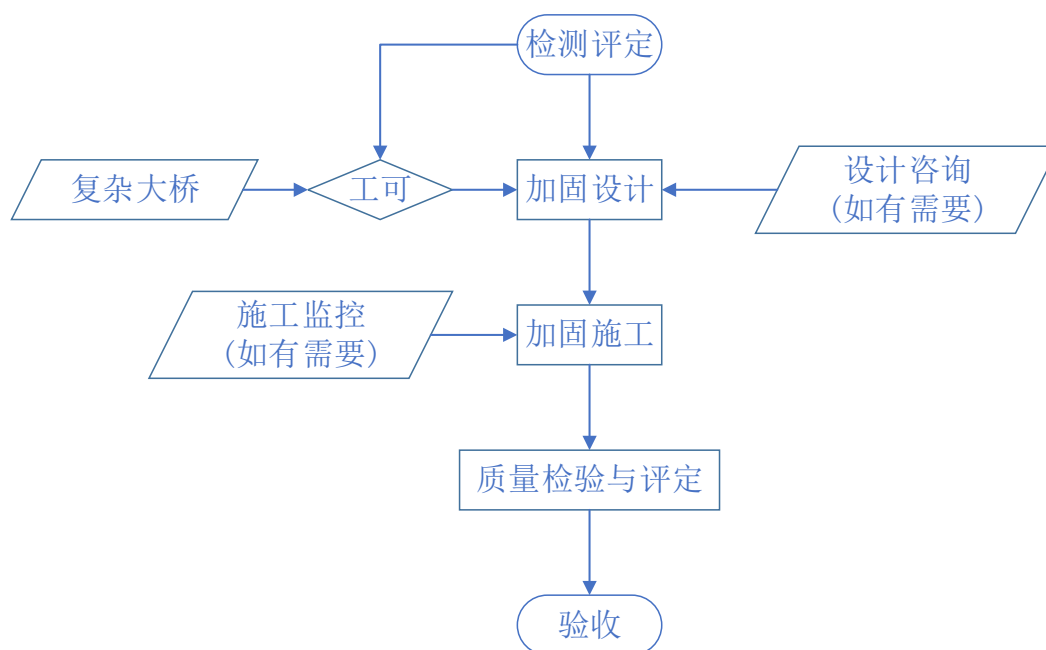 检测评定
复杂大桥
工可
加固设计
设计咨询
(如有需要)
施工监控
(如有需要)
加固施工
质量检验与评定
验收